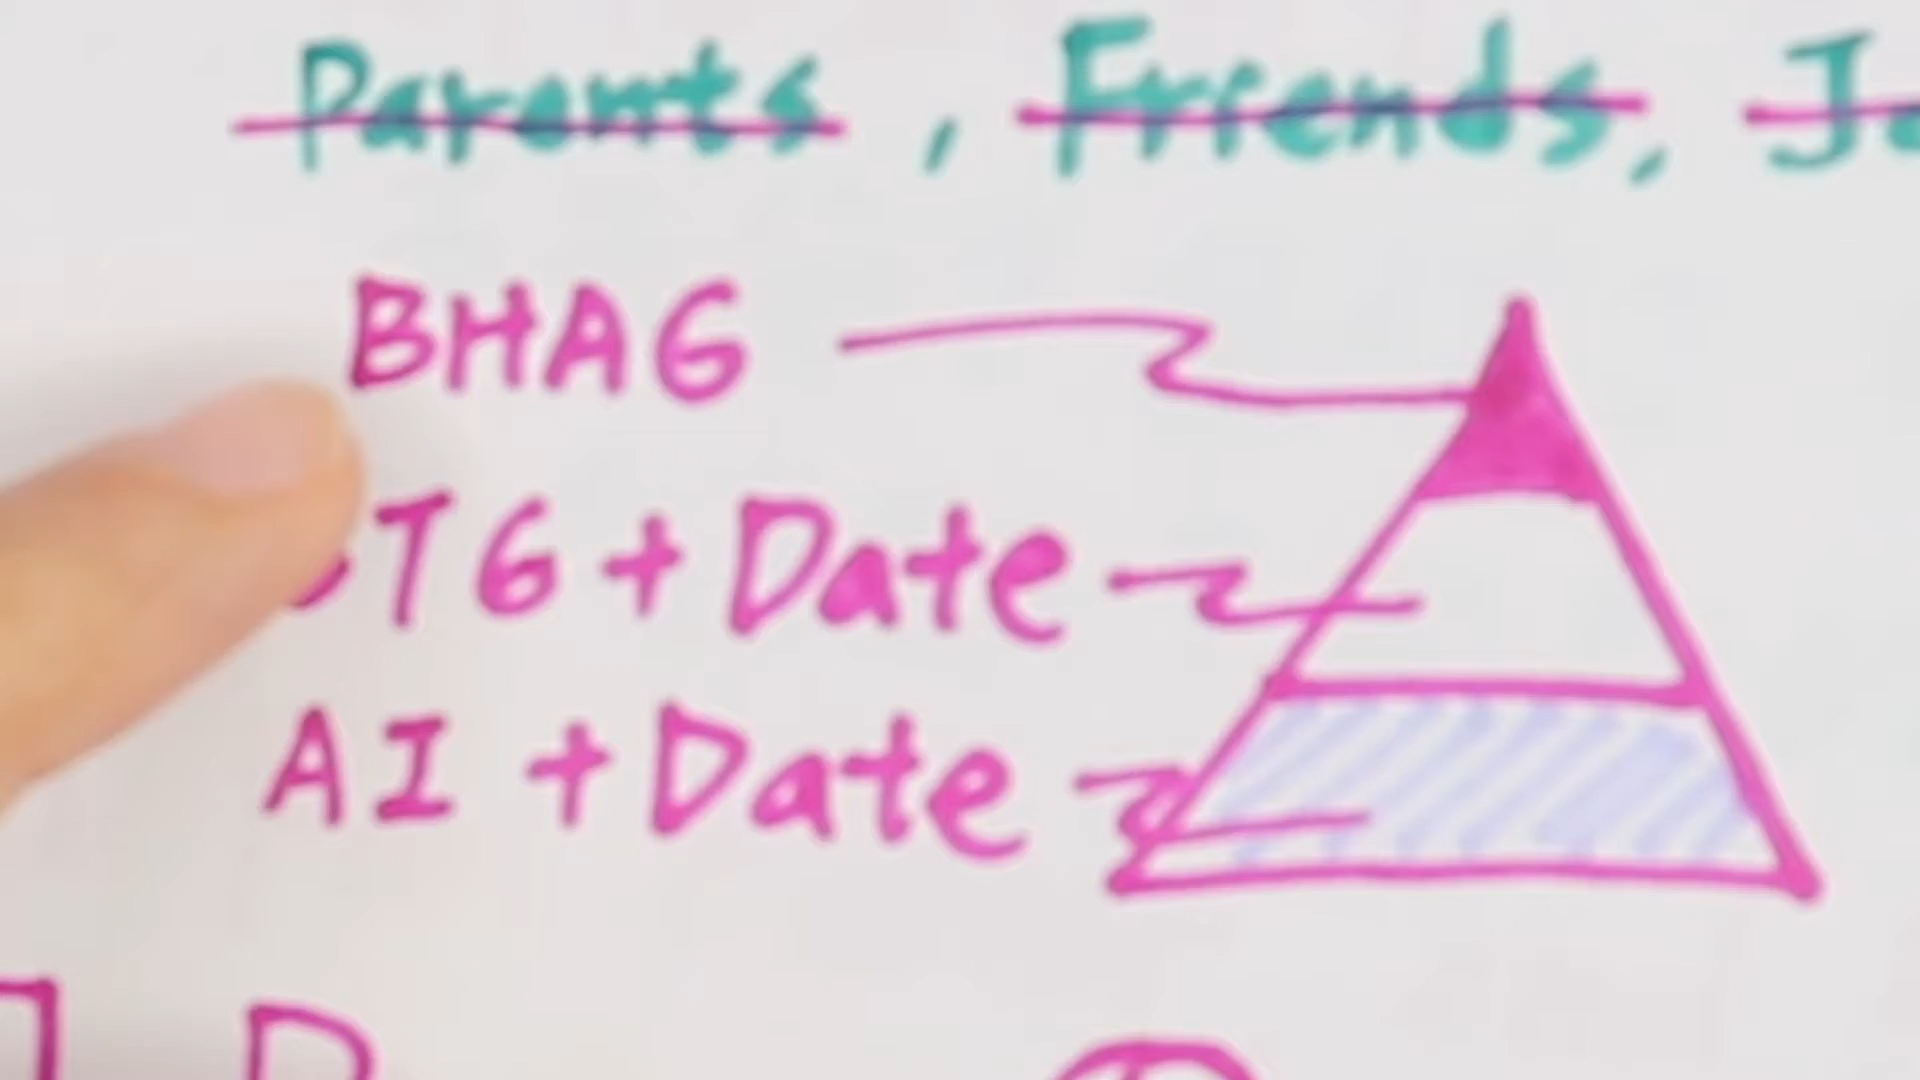 Parents, Friends,
BHAG
TG + Date
AI + Date